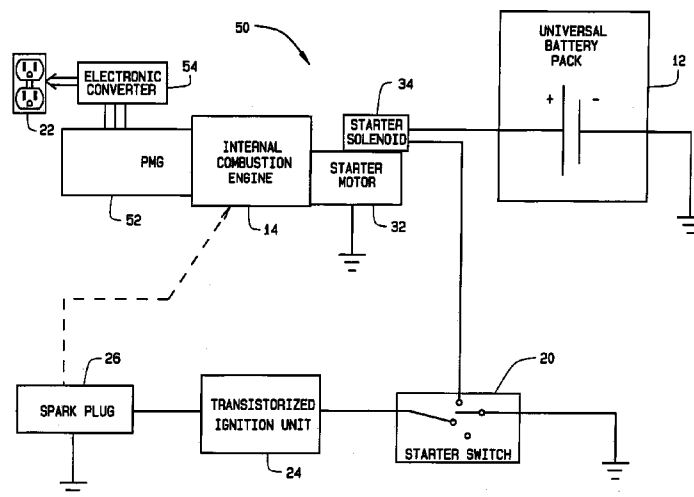 50
UNIVERSAL
BATTERY
PACK
12
+ -
54
ELECTRONIC
CONVERTER
22
34
STARTER
SOLENOID
PMG
INTERNAL
COMBUSTION
ENGINE
STARTER
MOTOR
52
14
32
26
SPARK PLUG
TRANSISTORIZED
IGNITION UNIT
24
20
STARTER SWITCH